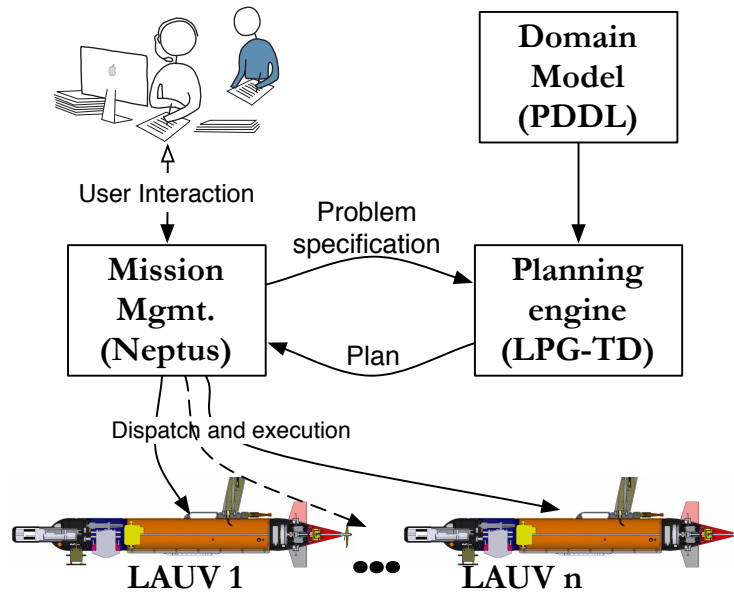 Domain
Model
(PDDL)
User Interaction
Problem
specification
Mission
Mgmt.
(Neptus)
Planning
engine
(LPG-TD)
Plan
Dispatch and execution
LAUV 1
LAUV n